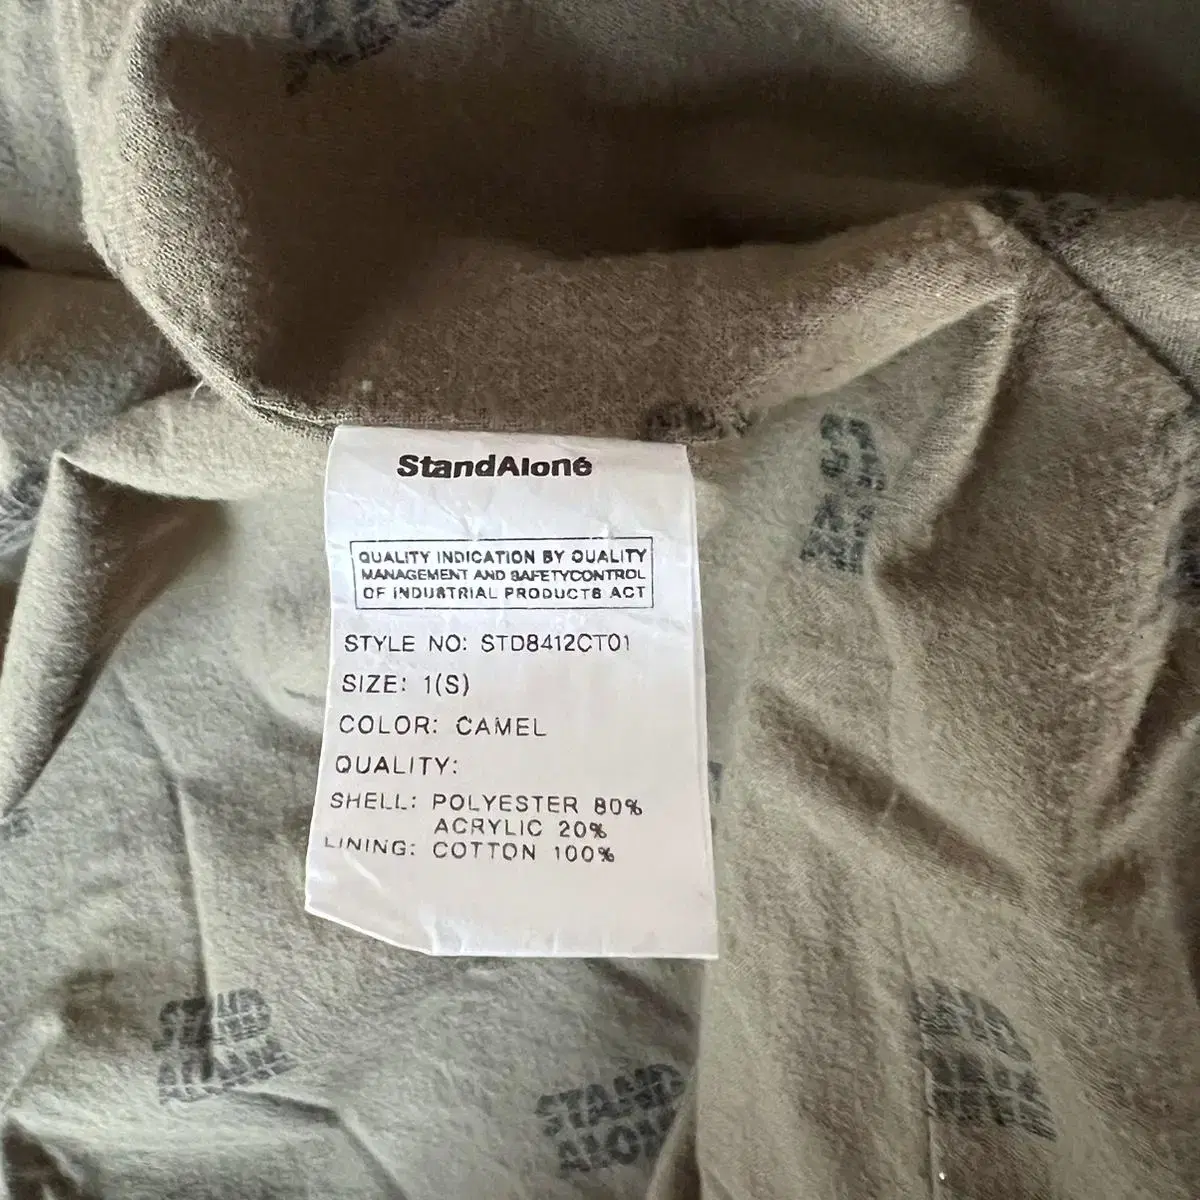 StandAloné
QUALITY INDICATION BY QUALITY
MANAGEMENT AND SAFETYCONTROL
OF INDUSTRIAL PRODUCTS ACT
STYLE NO: STD8412CT01
SIZE: 1(S)
COLOR: CAMEL
QUALITY:
SHELL: POLYESTER 80%
ACRYLIC 20%
LINING: COTTON 100%
STAND
ALONE
STAND
ALONE